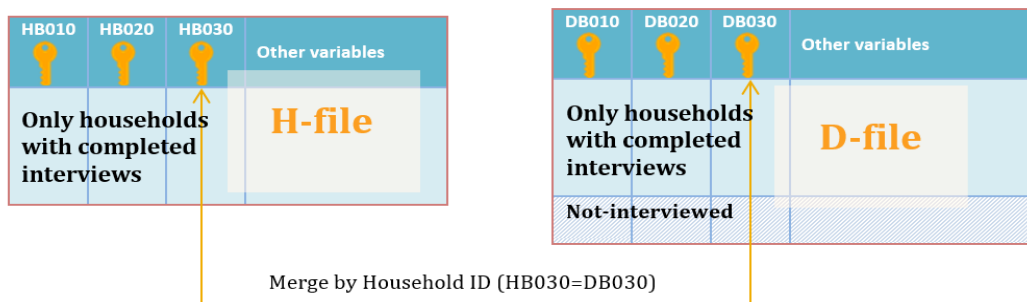 HB010 HB020 HB030 Other variables
Only households
with completed
interviews
H-file
DB010 DB020 DB030 Other variables
Only households
with completed
interviews
D-file
Not-interviewed
Merge by Household ID (HB030=DB030)